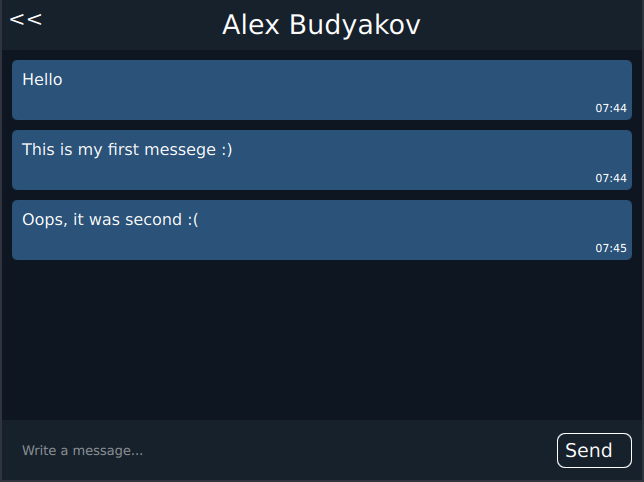 <<
Alex Budyakov
Hello
07:44
This is my first messege :)
07:44
Oops, it was second :(
07:45
Write a message...
Send